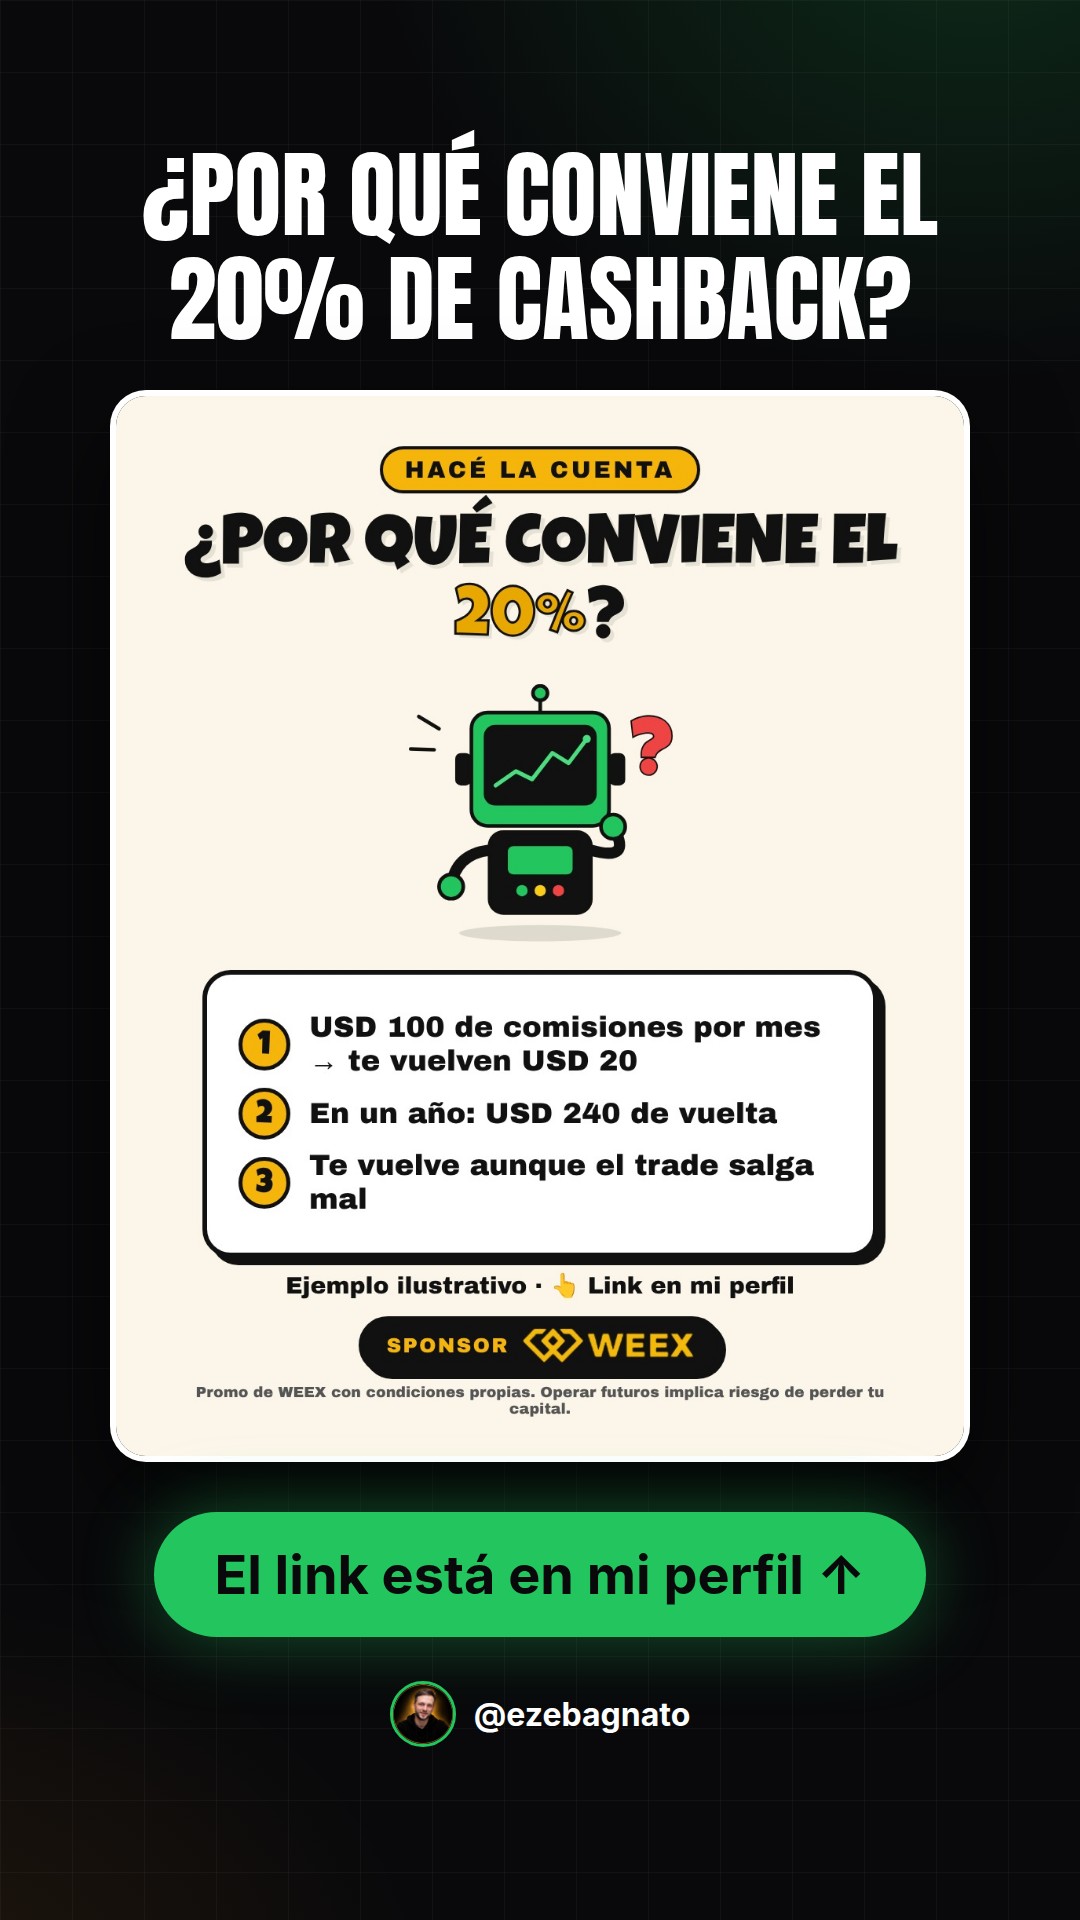 ¿POR QUÉ CONVIENE EL
20% DE CASHBACK?
HACÉ LA CUENTA
¿POR QUÉ CONVIENE EL
20%?
?
1 USD 100 de comisiones por mes
→ te vuelven USD 20
2 En un año: USD 240 de vuelta
3 Te vuelve aunque el trade salga
mal
Ejemplo ilustrativo · 👆 Link en mi perfil
SPONSOR WEEX
Promo de WEEX con condiciones propias. Operar futuros implica riesgo de perder tu
capital.
El link está en mi perfil ↑
@ezebagnato